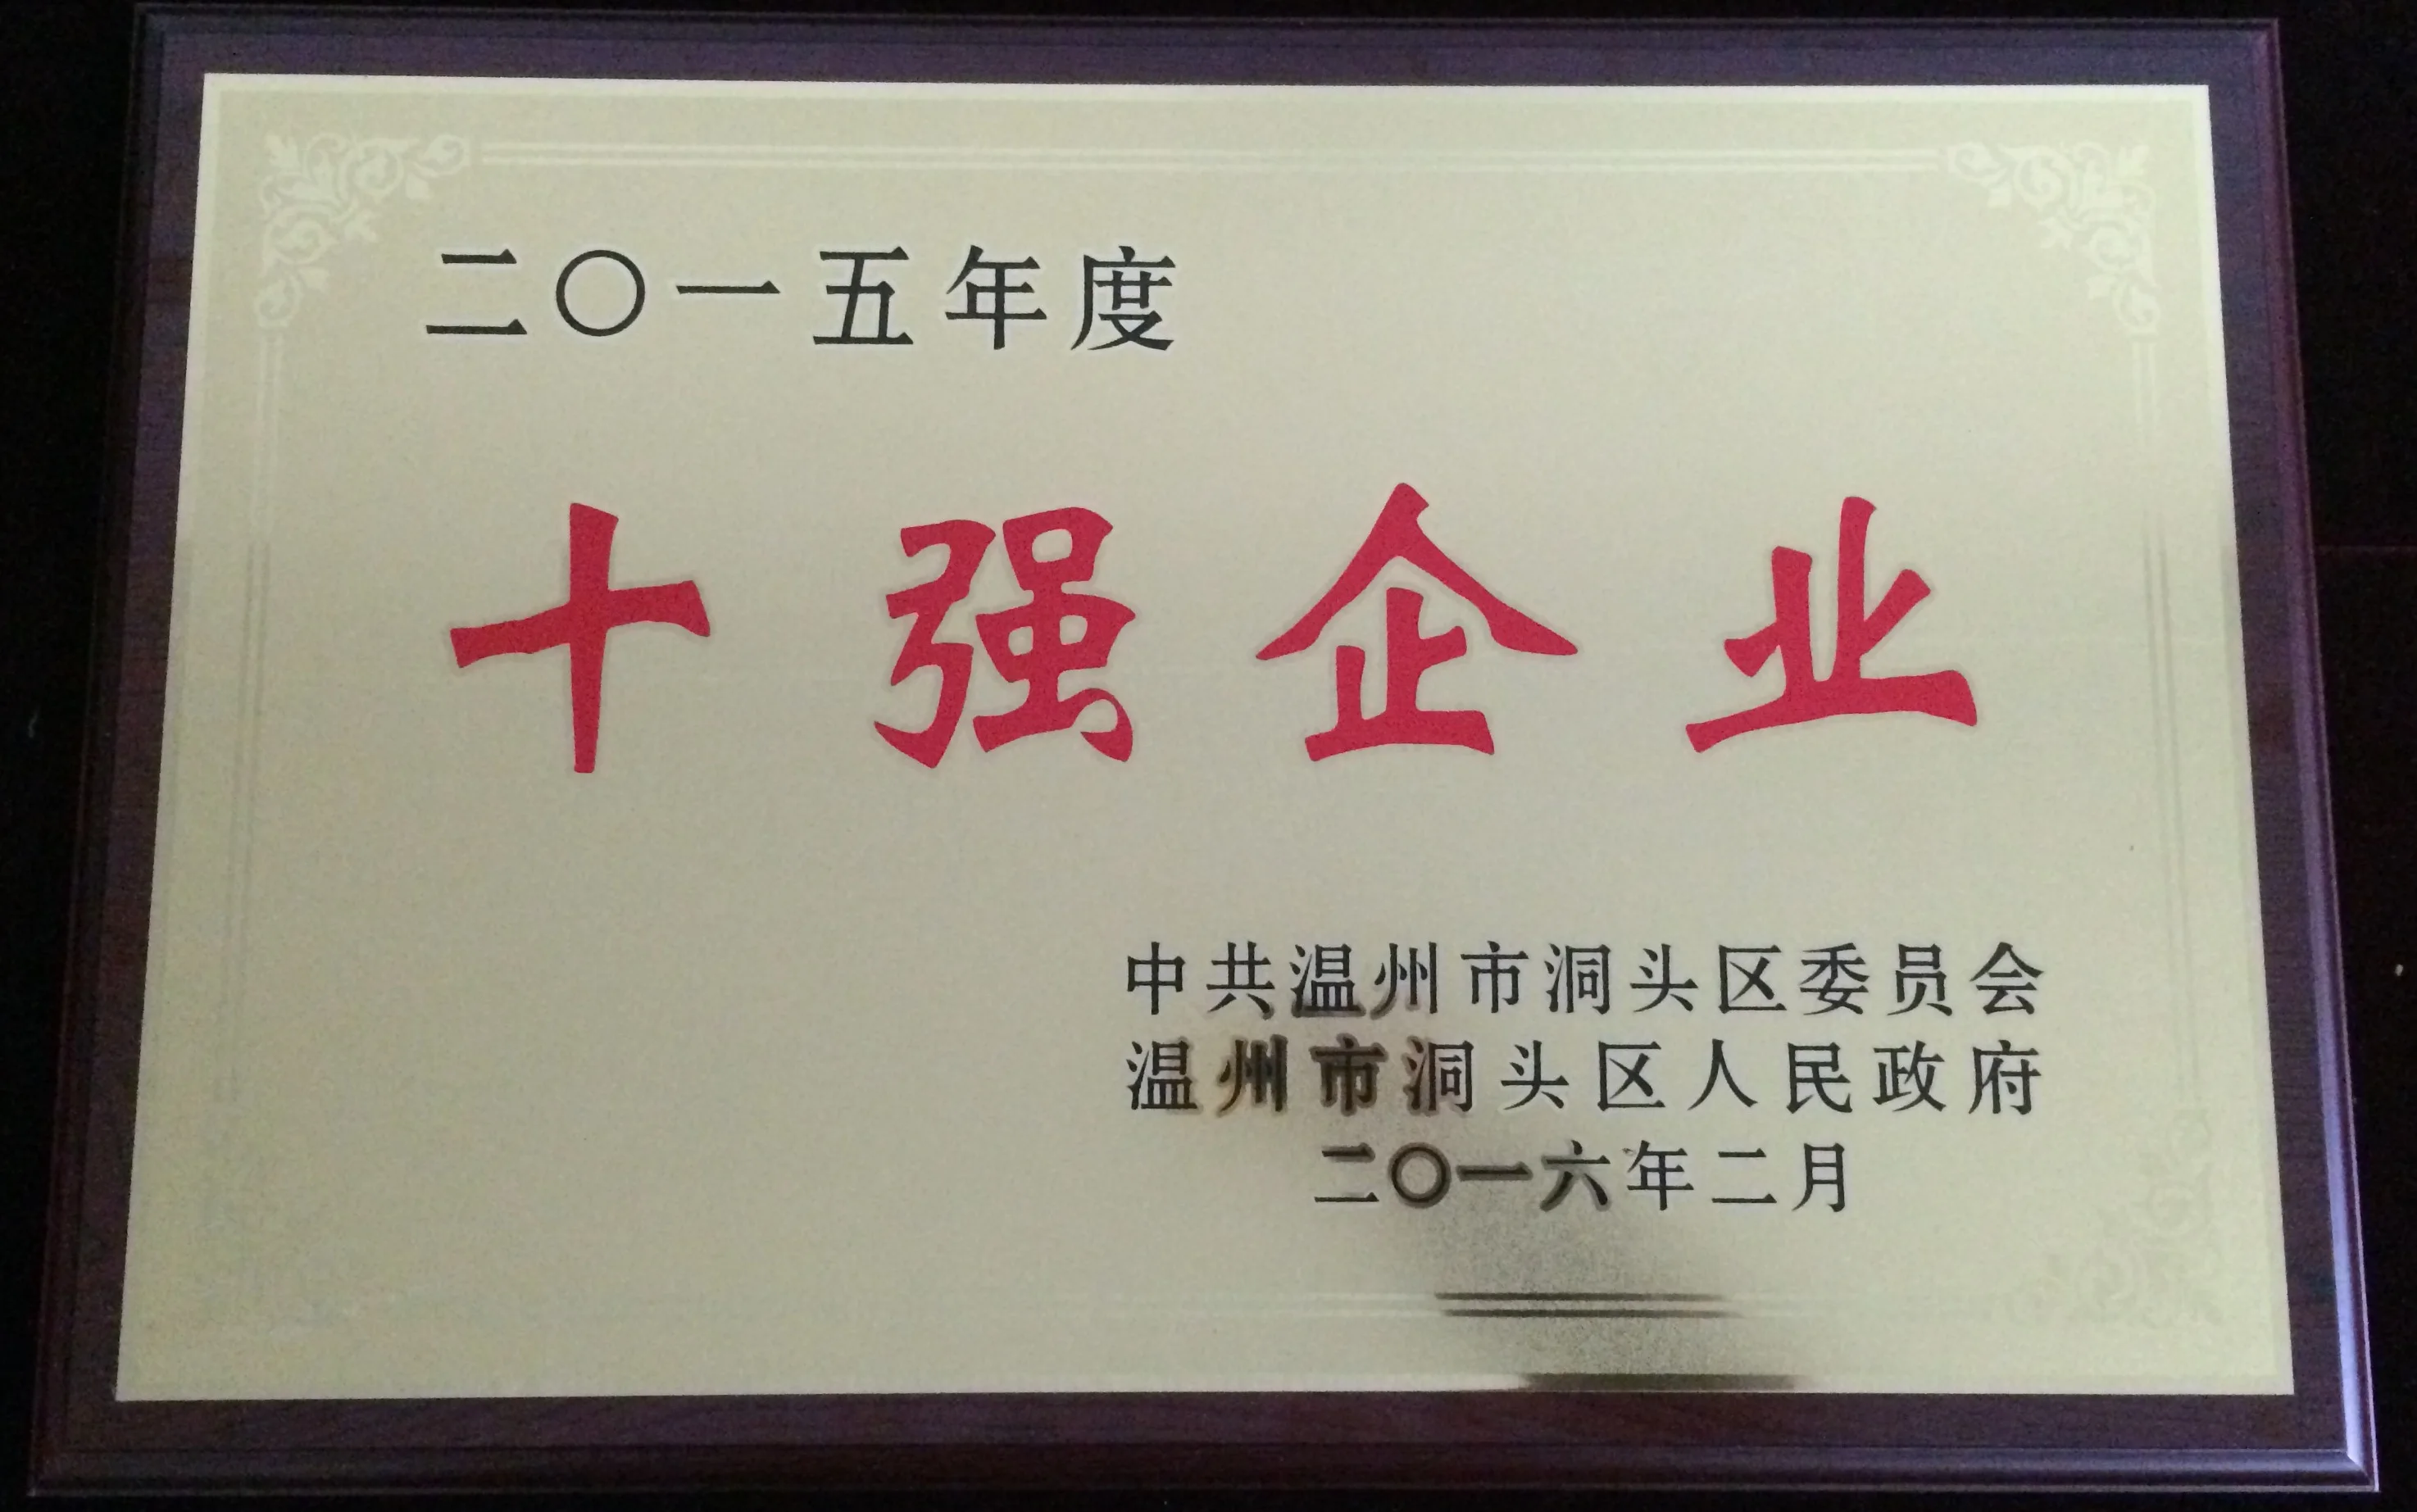 二〇一五年度
十强企业
中共温州市洞头区委员会
温州市洞头区人民政府
二〇一六年二月